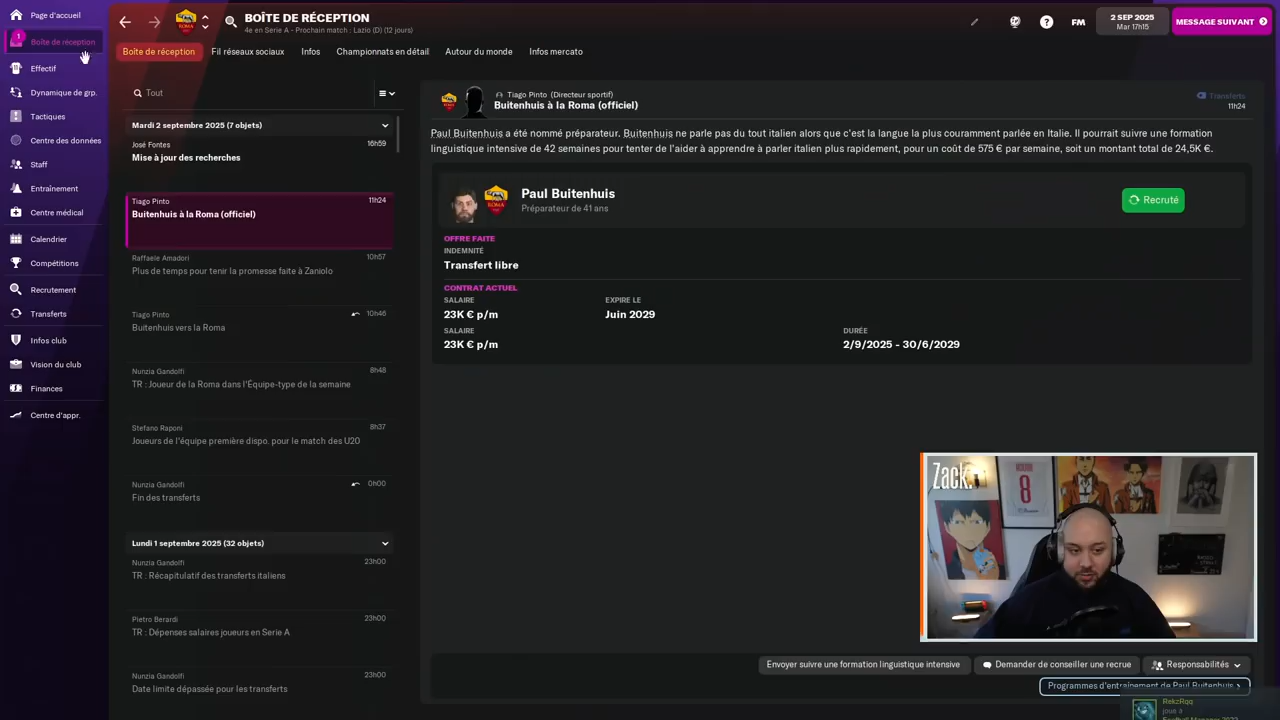 Page d'accueil
1
Boîte de réception
Effectif
Dynamique de grp.
Tactiques
Centre des données
Staff
Entraînement
Centre médical
Calendrier
Compétitions
Recrutement
Transferts
Infos club
Vision du club
Finances
Centre d'appr.
BOÎTE DE RÉCEPTION
4e en Serie A - Prochain match : Lazio (D) (12 jours)
FM
2 SEP 2025
Mar 17h15
MESSAGE SUIVANT
Boîte de réception
Fil réseaux sociaux
Infos
Championnats en détail
Autour du monde
Infos mercato
Tout
Mardi 2 septembre 2025 (7 objets)
José Fontes
16h59
Mise à jour des recherches
Tiago Pinto
11h24
Buitenhuis à la Roma (officiel)
Raffaele Amadori
10h57
Plus de temps pour tenir la promesse faite à Zaniolo
Tiago Pinto
10h46
Buitenhuis vers la Roma
Nunzia Gandolfi
8h48
TR : Joueur de la Roma dans l'Équipe-type de la semaine
Stefano Raponi
8h37
Joueurs de l'équipe première dispo. pour le match des U20
Nunzia Gandolfi
0h00
Fin des transferts
Lundi 1 septembre 2025 (32 objets)
Nunzia Gandolfi
23h00
TR : Récapitulatif des transferts italiens
Pietro Berardi
23h00
TR : Dépenses salaires joueurs en Serie A
Nunzia Gandolfi
23h00
Date limite dépassée pour les transferts
Tiago Pinto (Directeur sportif)
Buitenhuis à la Roma (officiel)
Transferts
11h24
Paul Buitenhuis a été nommé préparateur. Buitenhuis ne parle pas du tout italien alors que c'est la langue la plus couramment parlée en Italie. Il pourrait suivre une formation
linguistique intensive de 42 semaines pour tenter de l'aider à apprendre à parler italien plus rapidement, pour un coût de 575 € par semaine, soit un montant total de 24,5K €.
Paul Buitenhuis
Préparateur de 41 ans
Recruté
OFFRE FAITE
INDEMNITÉ
Transfert libre
CONTRAT ACTUEL
SALAIRE
EXPIRE LE
23K € p/m
Juin 2029
SALAIRE
DURÉE
23K € p/m
2/9/2025 - 30/6/2029
Zack.
8
Envoyer suivre une formation linguistique intensive
Demander de conseiller une recrue
Responsabilités
Programmes d'entraînement de Paul Buitenhuis
RekzRqq
joue à
Football Manager 2022